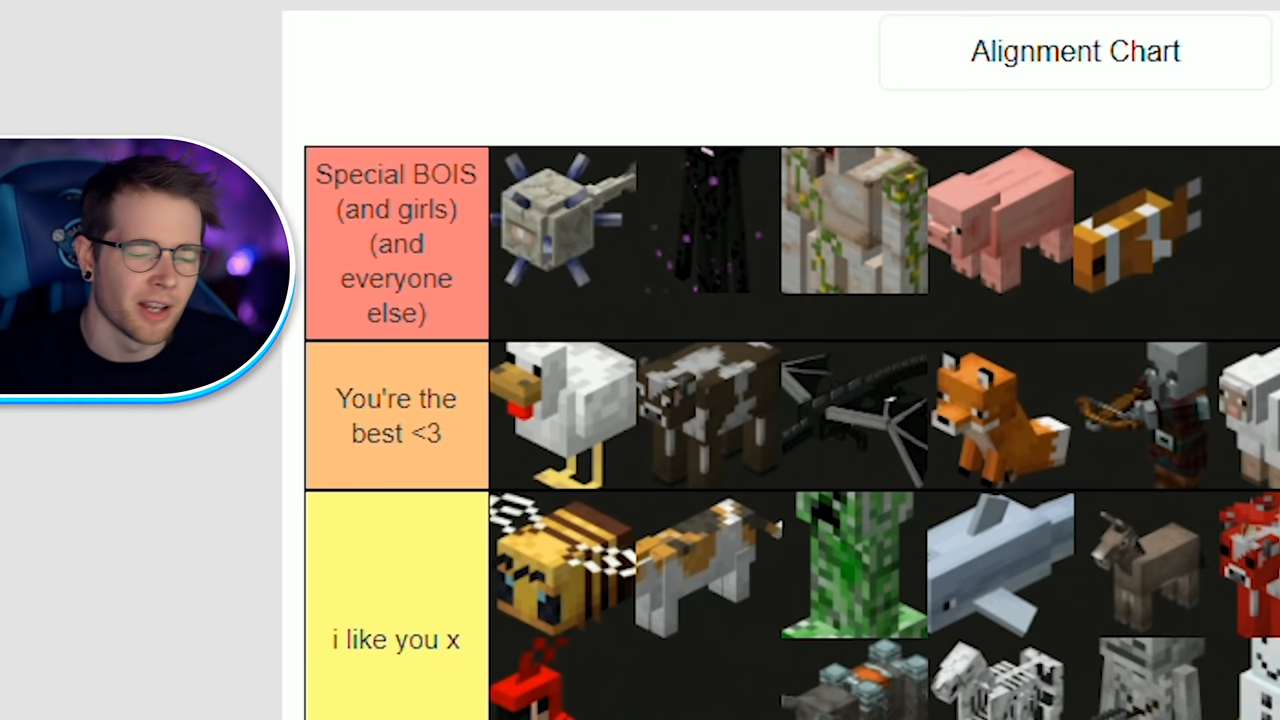 Alignment Chart
Special BOIS
(and girls)
(and
everyone
else)
You're the
best <3
i like you x